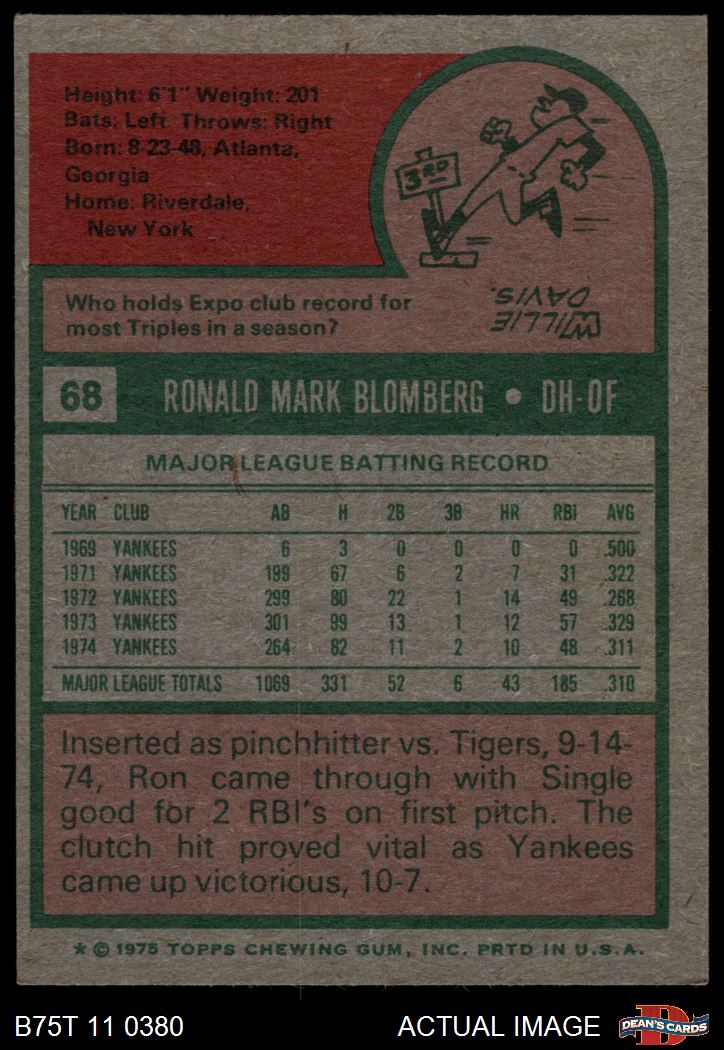 Height: 6'1" Weight: 201
Bats: Left Throws: Right
Born: 8-23-48, Atlanta,
Georgia
Home: Riverdale,
New York
3RD
WILLIE
DAVIS.
Who holds Expo club record for
most Triples in a season?
68 RONALD MARK BLOMBERG • DH-OF
MAJOR LEAGUE BATTING RECORD
YEAR CLUB AB H 2B 3B HR RBI AVG
1969 YANKEES 6 3 0 0 0 0 .500
1971 YANKEES 199 67 6 2 7 31 .322
1972 YANKEES 299 80 22 1 14 49 .268
1973 YANKEES 301 99 13 1 12 57 .329
1974 YANKEES 264 82 11 2 10 48 .311
MAJOR LEAGUE TOTALS 1069 331 52 6 43 185 .310
Inserted as pinchhitter vs. Tigers, 9-14-
74, Ron came through with Single
good for 2 RBI's on first pitch. The
clutch hit proved vital as Yankees
came up victorious, 10-7.
* © 1975 TOPPS CHEWING GUM, INC. PRTD IN U.S.A.
B75T 11 0380 ACTUAL IMAGE D DEAN'S CARDS